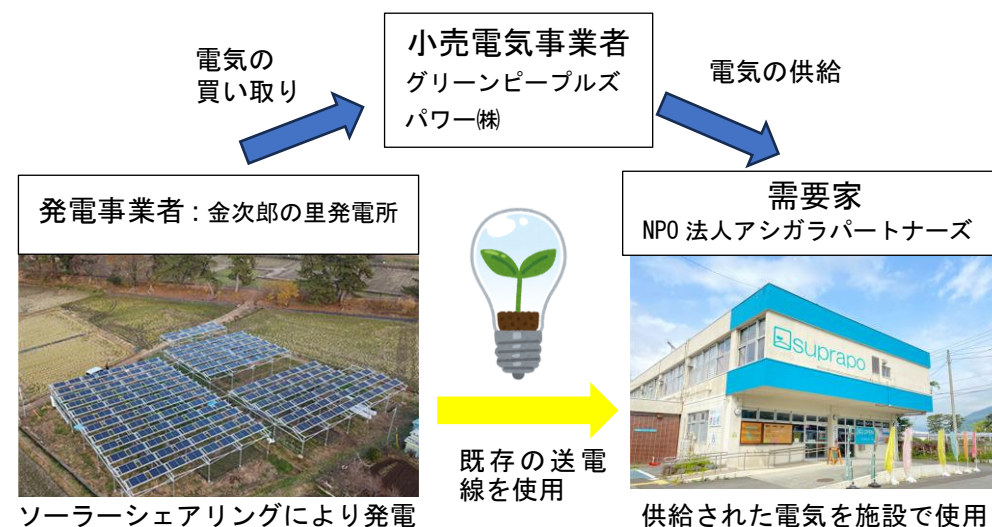 電気の
買い取り
小売電気事業者
グリーンピープルズ
パワー㈱
電気の供給
発電事業者：金次郎の里発電所
需要家
NPO 法人アシガラパートナーズ
suprapo
既存の送電
線を使用
ソーラーシェアリングにより発電
供給された電気を施設で使用